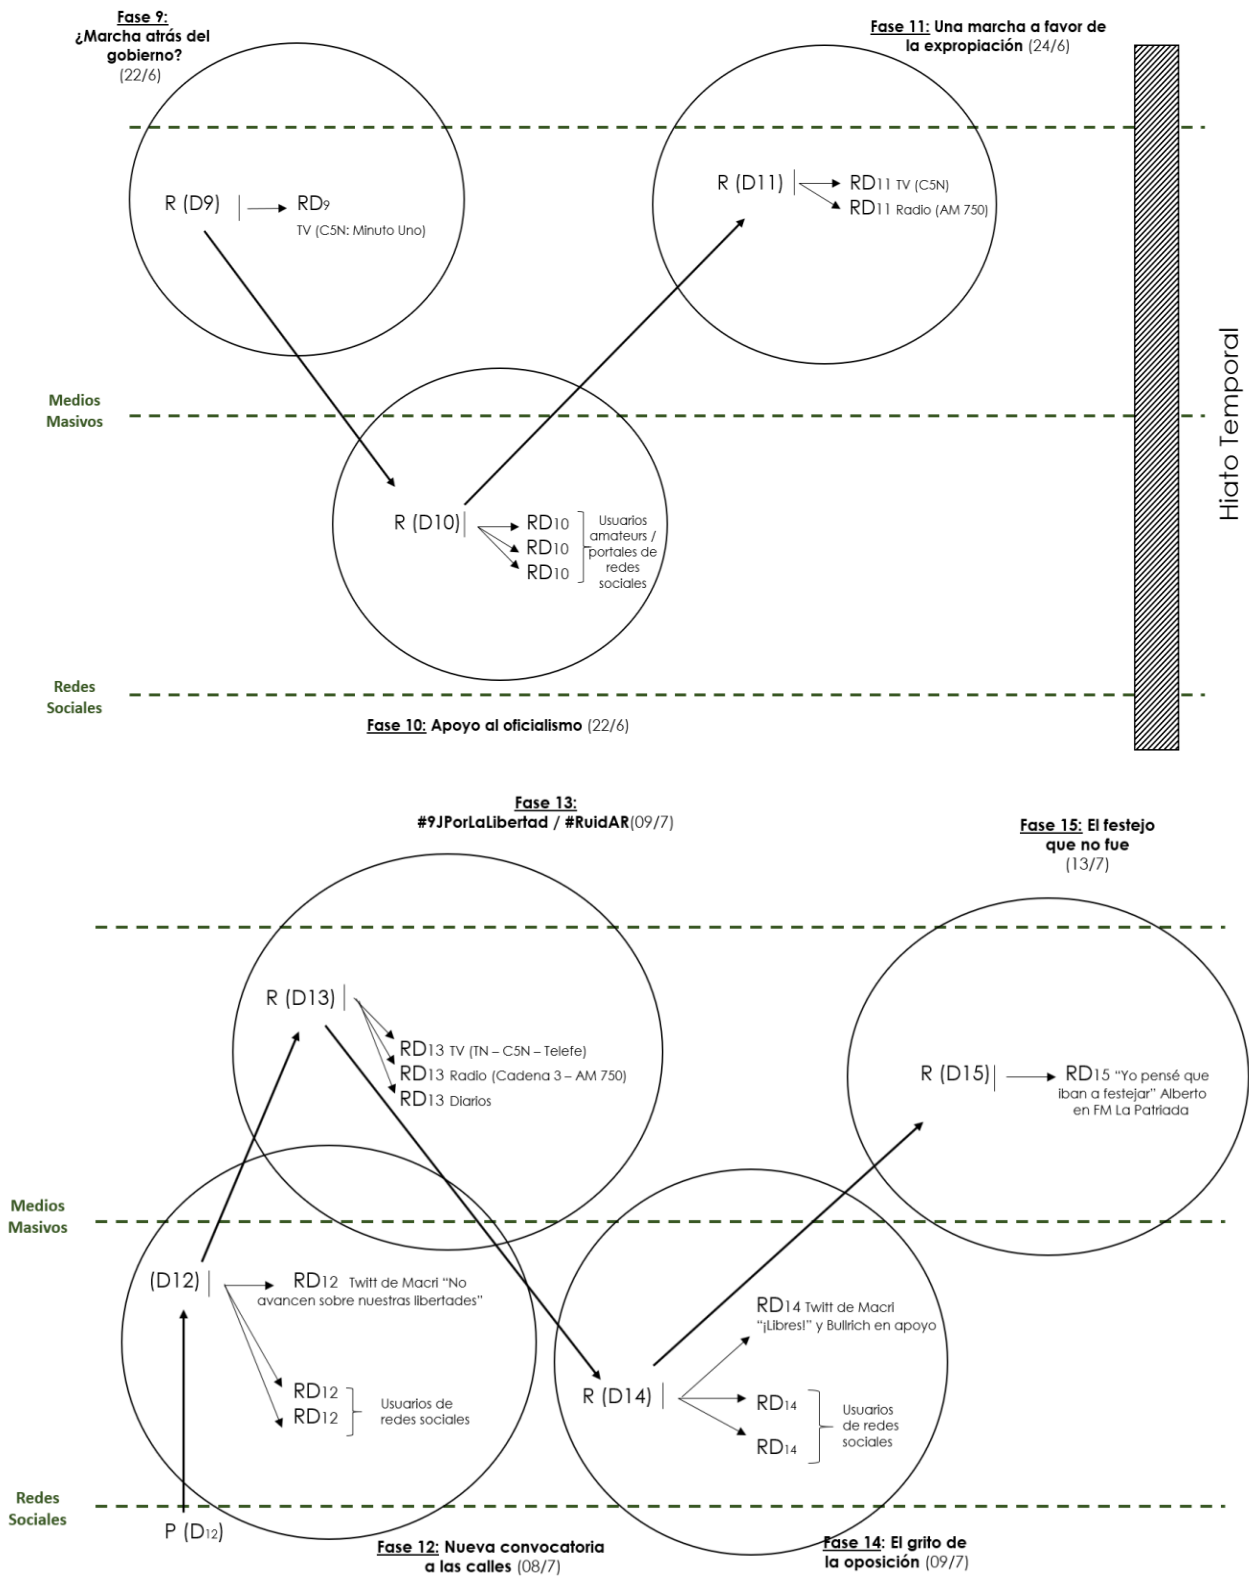 Fase 9:
¿Marcha atrás del
gobierno?
(22/6)
Fase 11: Una marcha a favor de
la expropiación (24/6)
R (D9) | RD9
TV (C5N: Minuto Uno)
R (D11) | RD11 TV (C5N)
RD11 Radio (AM 750)
Hiato Temporal
Medios
Masivos
R (D10) | RD10
RD10
RD10
Usuarios
amateurs /
portales de
redes
sociales
Redes
Sociales
Fase 10: Apoyo al oficialismo (22/6)
Fase 13:
#9JPorLaLibertad / #RuidAR(09/7)
Fase 15: El festejo
que no fue
(13/7)
R (D13) |
RD13 TV (TN – C5N – Telefe)
RD13 Radio (Cadena 3 – AM 750)
RD13 Diarios
R (D15) | RD15 “Yo pensé que
iban a festejar” Alberto
en FM La Patriada
Medios
Masivos
(D12) | RD12 Twitt de Macri “No
avancen sobre nuestras libertades”
RD12
RD12
Usuarios de
redes sociales
RD14 Twitt de Macri
“¡Libres!” y Bullrich en apoyo
R (D14) | RD14
RD14
Usuarios
de redes
sociales
Redes
Sociales
P (D12)
Fase 12: Nueva convocatoria
a las calles (08/7)
Fase 14: El grito de
la oposición (09/7)